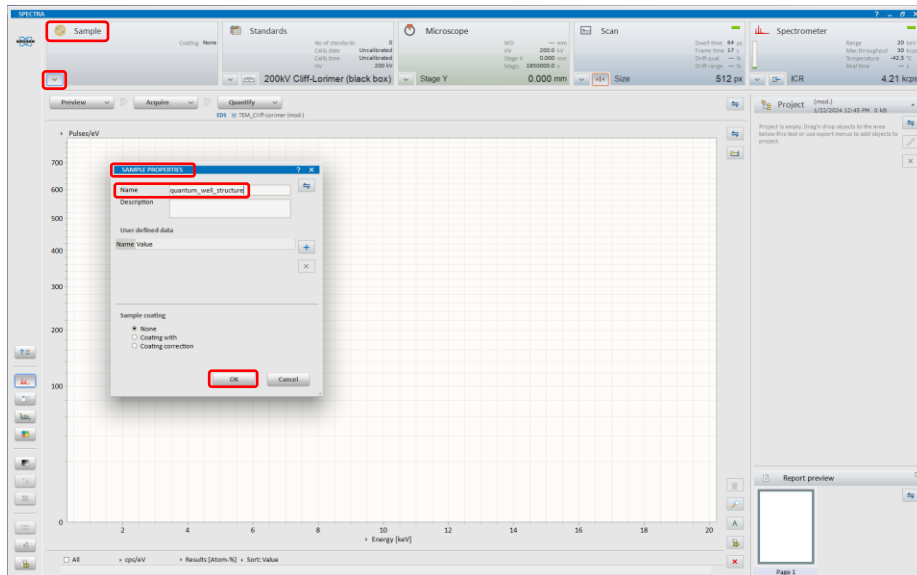 SPECTRA
Sample
Coating None
Standards
No of standards 0
Calib.date Uncalibrated
Calib.time Uncalibrated
HV 200 kV
200kV Cliff-Lorimer (black box)
Microscope
WD — mm
HV 200.0 kV
Stage X 0.000 mm
Magn. 1850000.0 x
Stage Y 0.000 mm
Scan
Dwell time 64 µs
Frame time 17 s
Drift qual. — %
Drift range — %
Size 512 px
Spectrometer
Range 20 keV
Max.throughput 30 kcps
Temperature -42.5 °C
Real time — s
ICR 4.21 kcps
Preview
Acquire
Quantify
EDS TEM_Cliff-Lorimer (mod.)
Project (mod.)
1/22/2024 12:45 PM 0 kB
Project is empty. Drag'n drop objects to the area
below this text or use export menus to add objects to
project.
Pulses/eV
700
600
500
400
300
200
100
0
2 4 6 8 10 12 14 16 18 20
Energy [keV]
SAMPLE PROPERTIES ? ×
Name quantum_well_structure
Description
User defined data
Name Value
Sample coating
None
Coating with
Coating correction
OK Cancel
Report preview
Page 1
All cps/eV Results [Atom-%] Sort: Value